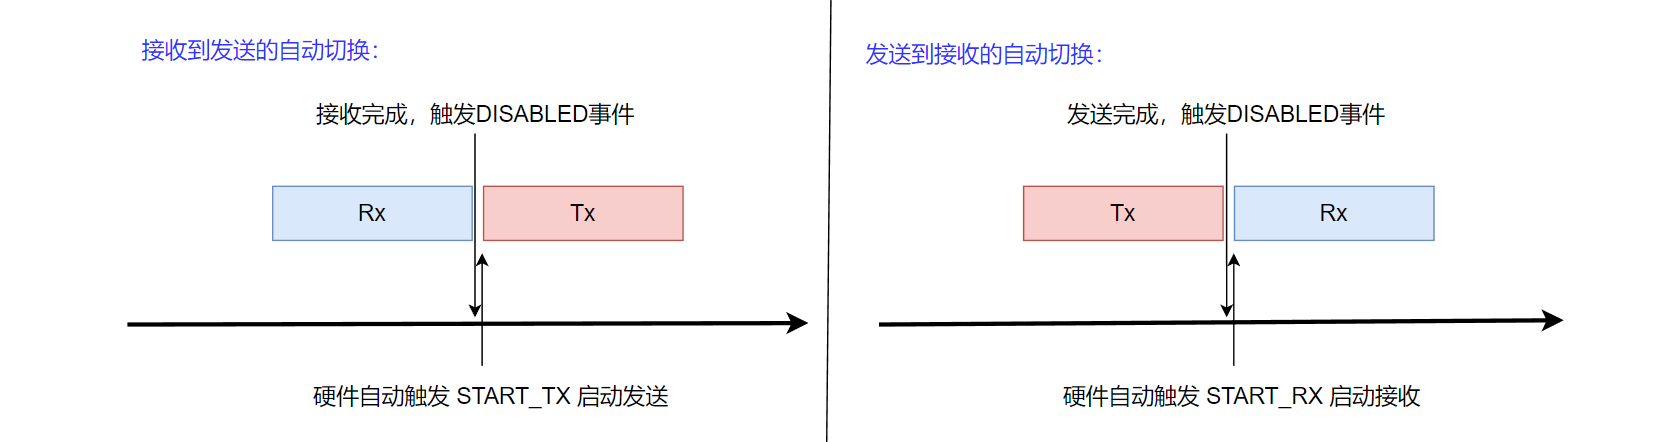 接收到发送的自动切换：
接收完成，触发DISABLED事件
Rx
Tx
硬件自动触发 START_TX 启动发送
发送到接收的自动切换：
发送完成，触发DISABLED事件
Tx
Rx
硬件自动触发 START_RX 启动接收